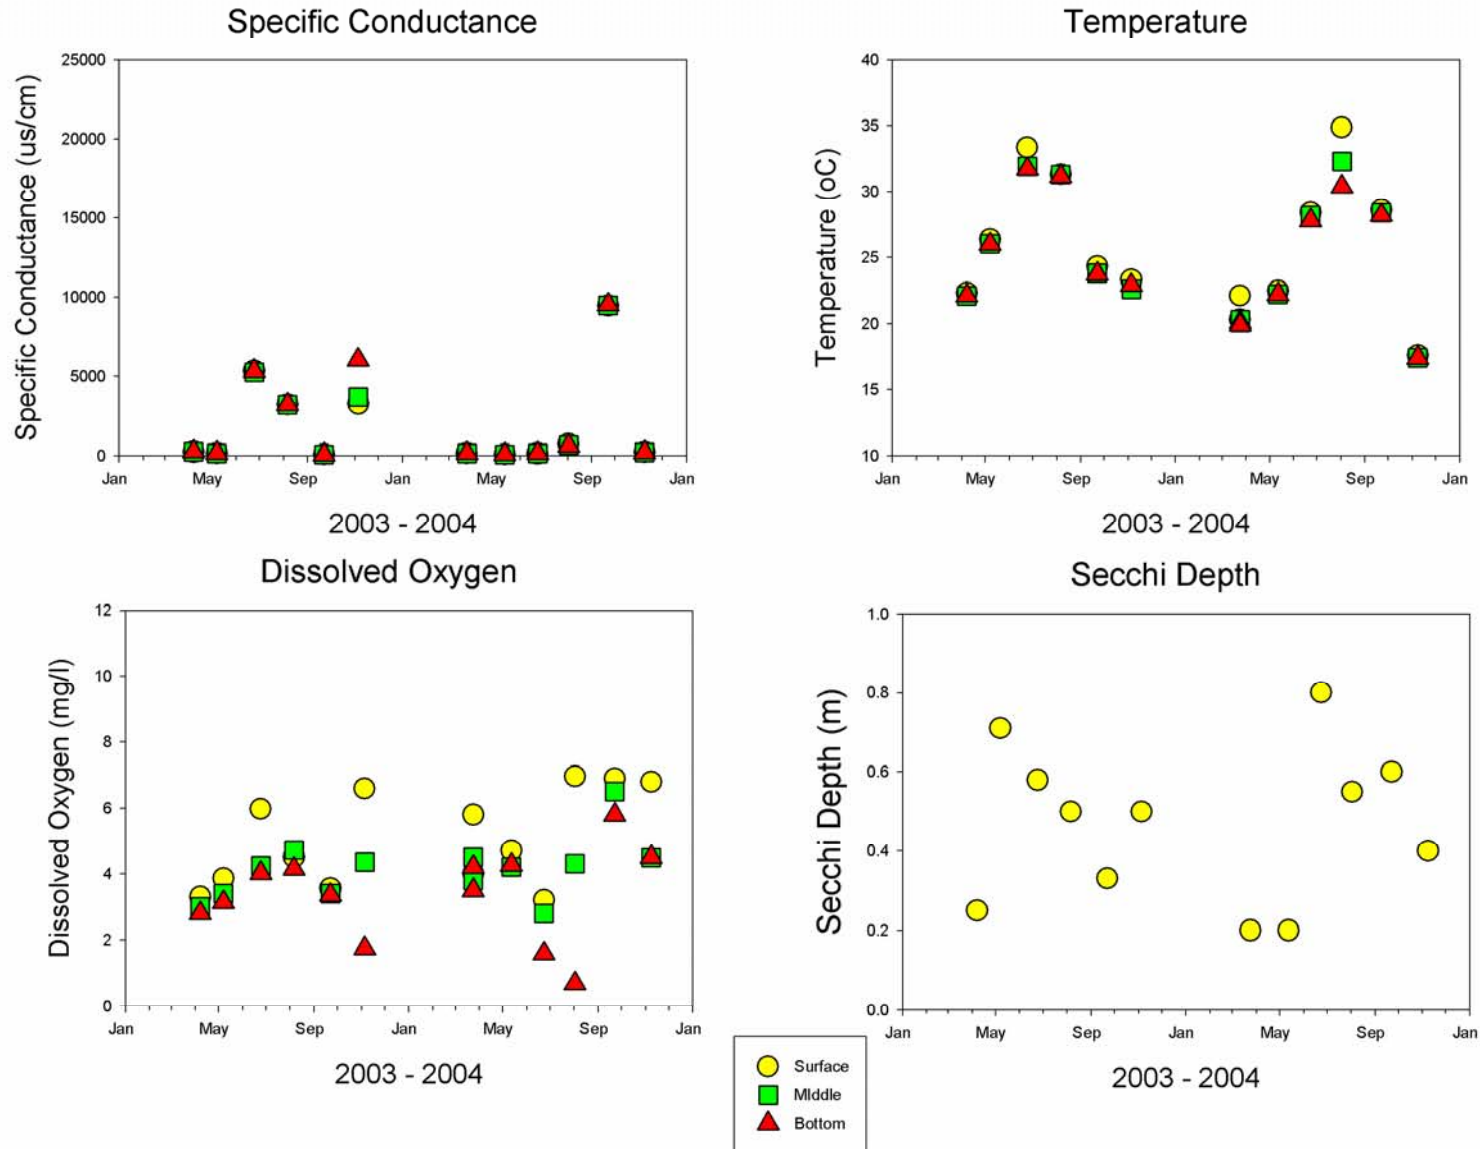 Specific Conductance
Specific Conductance (us/cm)
25000
20000
15000
10000
5000
0
Jan May Sep Jan May Sep Jan
2003 - 2004
Temperature
Temperature (oC)
40
35
30
25
20
15
10
Jan May Sep Jan May Sep Jan
2003 - 2004
Dissolved Oxygen
Dissolved Oxygen (mg/l)
12
10
8
6
4
2
0
Jan May Sep Jan May Sep Jan
2003 - 2004
Secchi Depth
Secchi Depth (m)
1.0
0.8
0.6
0.4
0.2
0.0
Jan May Sep Jan May Sep Jan
2003 - 2004
Surface
MIddle
Bottom